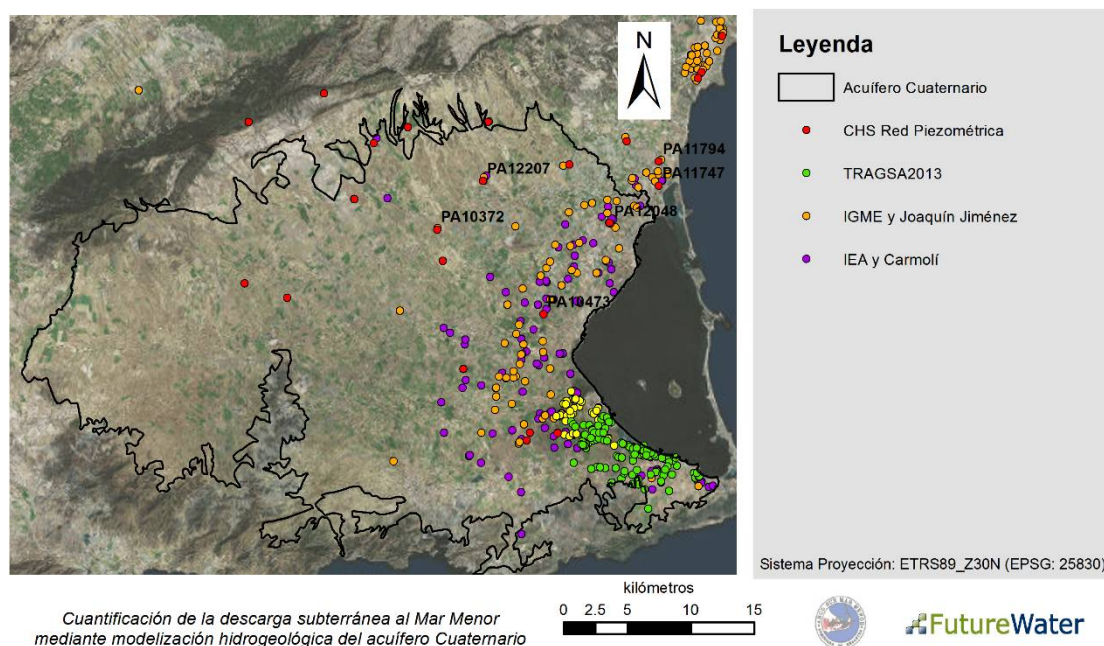 N
PA11794
PA11747
PA12207
PA12048
PA10372
PA10473
Leyenda
Acuífero Cuaternario
CHS Red Piezométrica
TRAGSA2013
IGME y Joaquín Jiménez
IEA y Carmolí
Sistema Proyección: ETRS89_Z30N (EPSG: 25830)
Cuantificación de la descarga subterránea al Mar Menor
mediante modelización hidrogeológica del acuífero Cuaternario
kilómetros
0 2.5 5 10 15
FutureWater